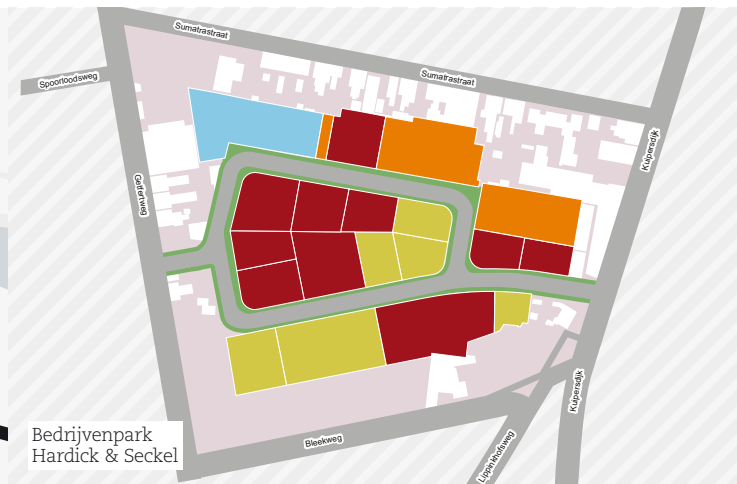 Sumatrastraat
Sumatrastraat
Spoorloodsweg
Kuipersdijk
Getfertweg
Kuipersdijk
Bleekweg
Lippinkhofsweg
Bedrijvenpark
Hardick & Seckel